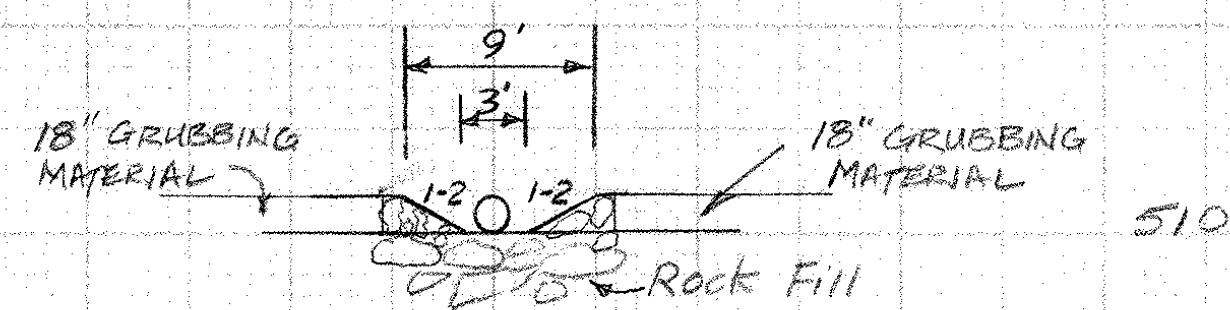 9'
3'
18" GRUBBING
MATERIAL
18" GRUBBING
MATERIAL
1-2
1-2
510
Rock Fill